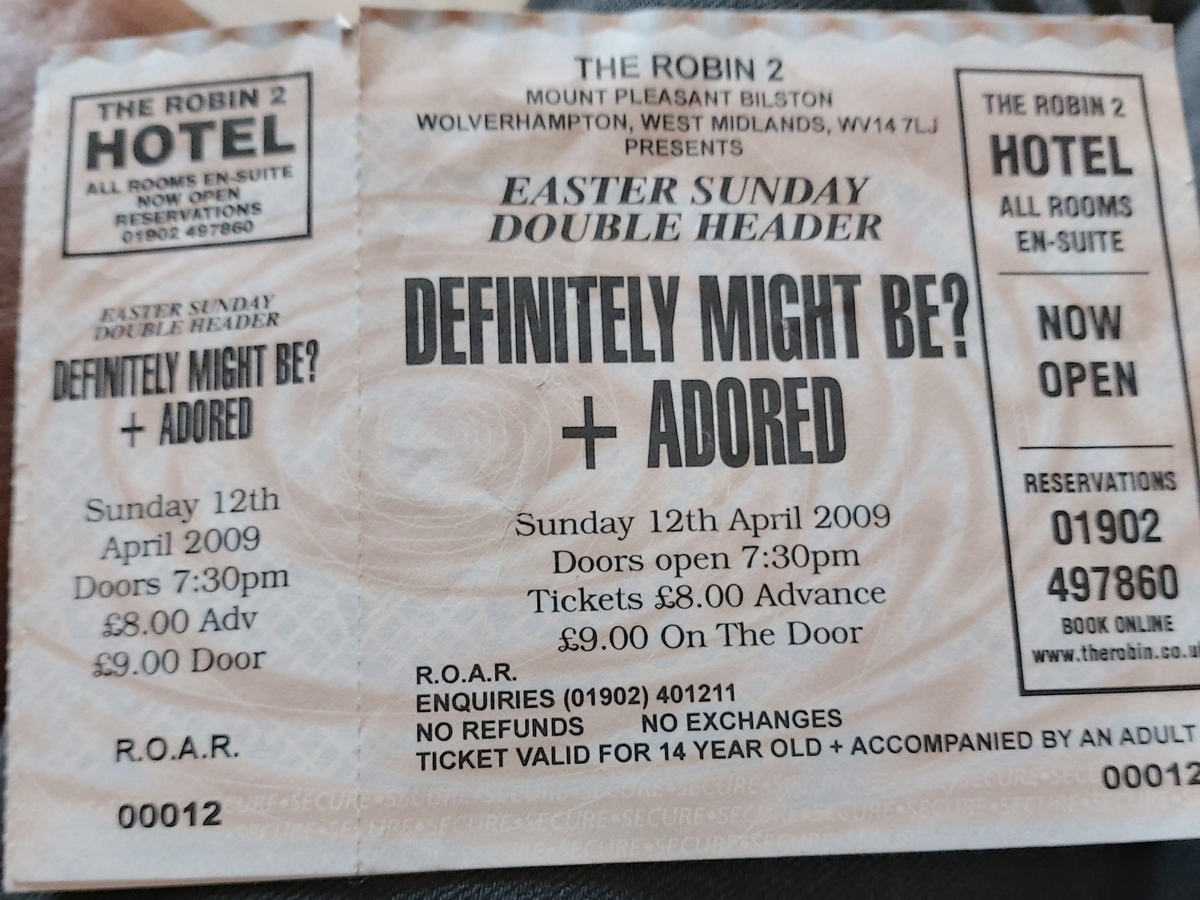 THE ROBIN 2
HOTEL
ALL ROOMS EN-SUITE
NOW OPEN
RESERVATIONS
01902 497860
EASTER SUNDAY
DOUBLE HEADER
DEFINITELY MIGHT BE?
+ ADORED
Sunday 12th
April 2009
Doors 7:30pm
£8.00 Adv
£9.00 Door
R.O.A.R.
00012
THE ROBIN 2
MOUNT PLEASANT BILSTON
WOLVERHAMPTON, WEST MIDLANDS, WV14 7LJ
PRESENTS
EASTER SUNDAY
DOUBLE HEADER
DEFINITELY MIGHT BE?
+ ADORED
Sunday 12th April 2009
Doors open 7:30pm
Tickets £8.00 Advance
£9.00 On The Door
R.O.A.R.
ENQUIRIES (01902) 401211
NO REFUNDS NO EXCHANGES
TICKET VALID FOR 14 YEAR OLD + ACCOMPANIED BY AN ADULT
00012
THE ROBIN 2
HOTEL
ALL ROOMS
EN-SUITE
NOW
OPEN
RESERVATIONS
01902
497860
BOOK ONLINE
www.therobin.co.u